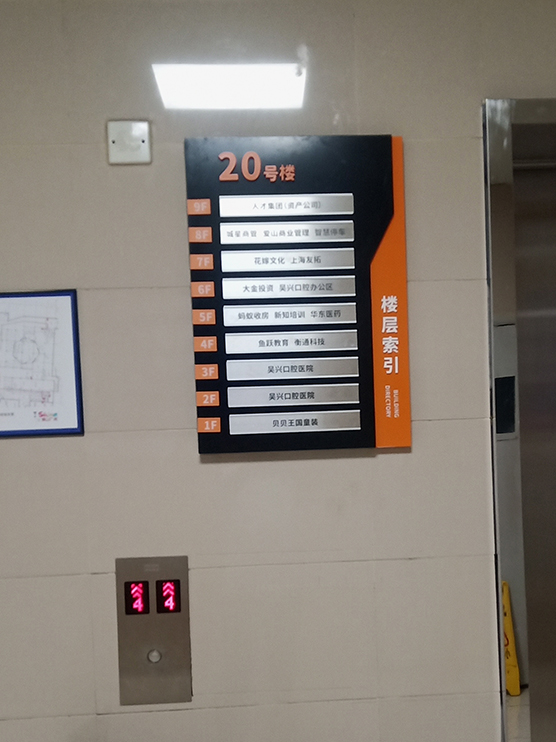 20号楼
9F 人才集团(资产公司)
8F 城星商管 爱山商业管理 智慧停车
7F 花嫁文化 上海友拓
6F 大金投资 吴兴口腔办公区
5F 蚂蚁收房 新知培训 华东医药
4F 鱼跃教育 衡通科技
3F 吴兴口腔医院
2F 吴兴口腔医院
1F 贝贝王国童装
楼层索引
BUILDING
DIRECTORY
4 4